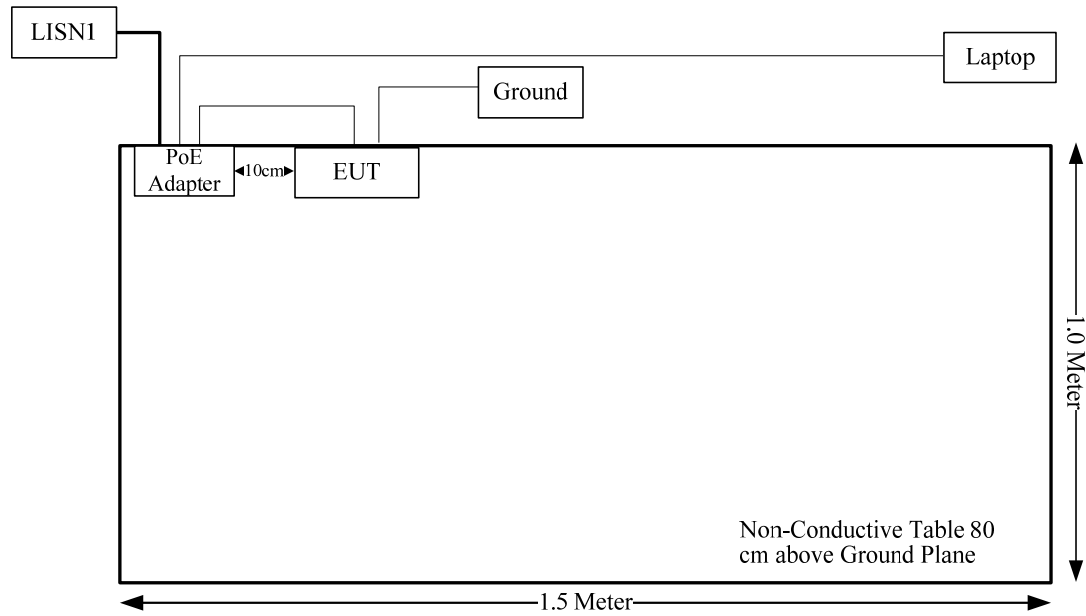 LISN1
Laptop
Ground
PoE
Adapter
10cm
EUT
1.0 Meter
Non-Conductive Table 80
cm above Ground Plane
1.5 Meter